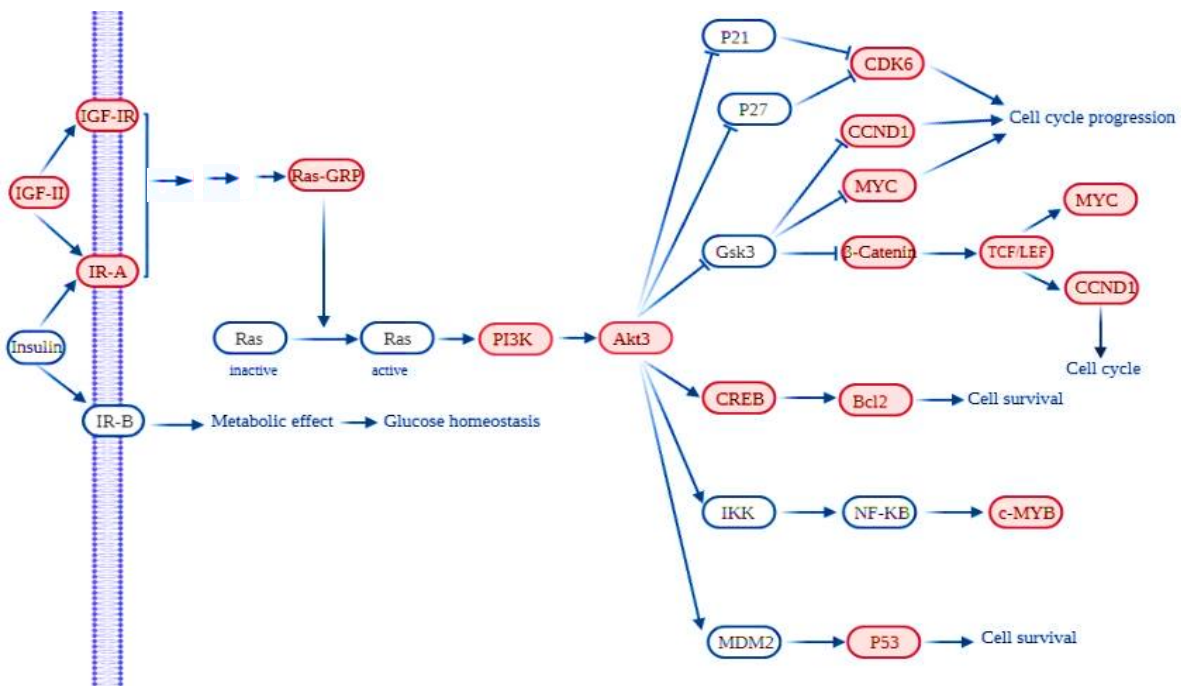 P21
CDK6
P27
IGF-IR
CCND1
Cell cycle progression
Ras-GRP
IGF-II
MYC
MYC
Gsk3
ß-Catenin
TCF/LEF
IR-A
CCND1
Insulin
Ras
Ras
PI3K
Akt3
inactive
active
Cell cycle
CREB
Bcl2
Cell survival
IR-B
Metabolic effect
Glucose homeostasis
IKK
NF-KB
c-MYB
MDM2
P53
Cell survival